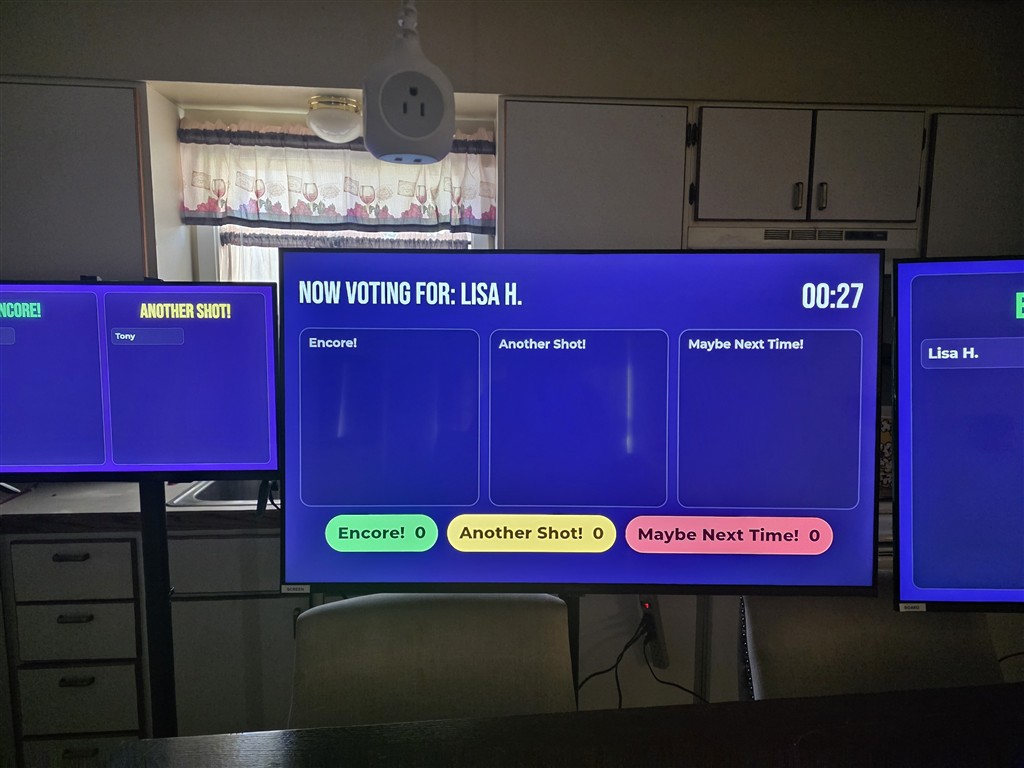 NCORE!
ANOTHER SHOT!
Tony
NOW VOTING FOR: LISA H.
00:27
Encore!
Another Shot!
Maybe Next Time!
Encore! 0
Another Shot! 0
Maybe Next Time! 0
E
Lisa H.